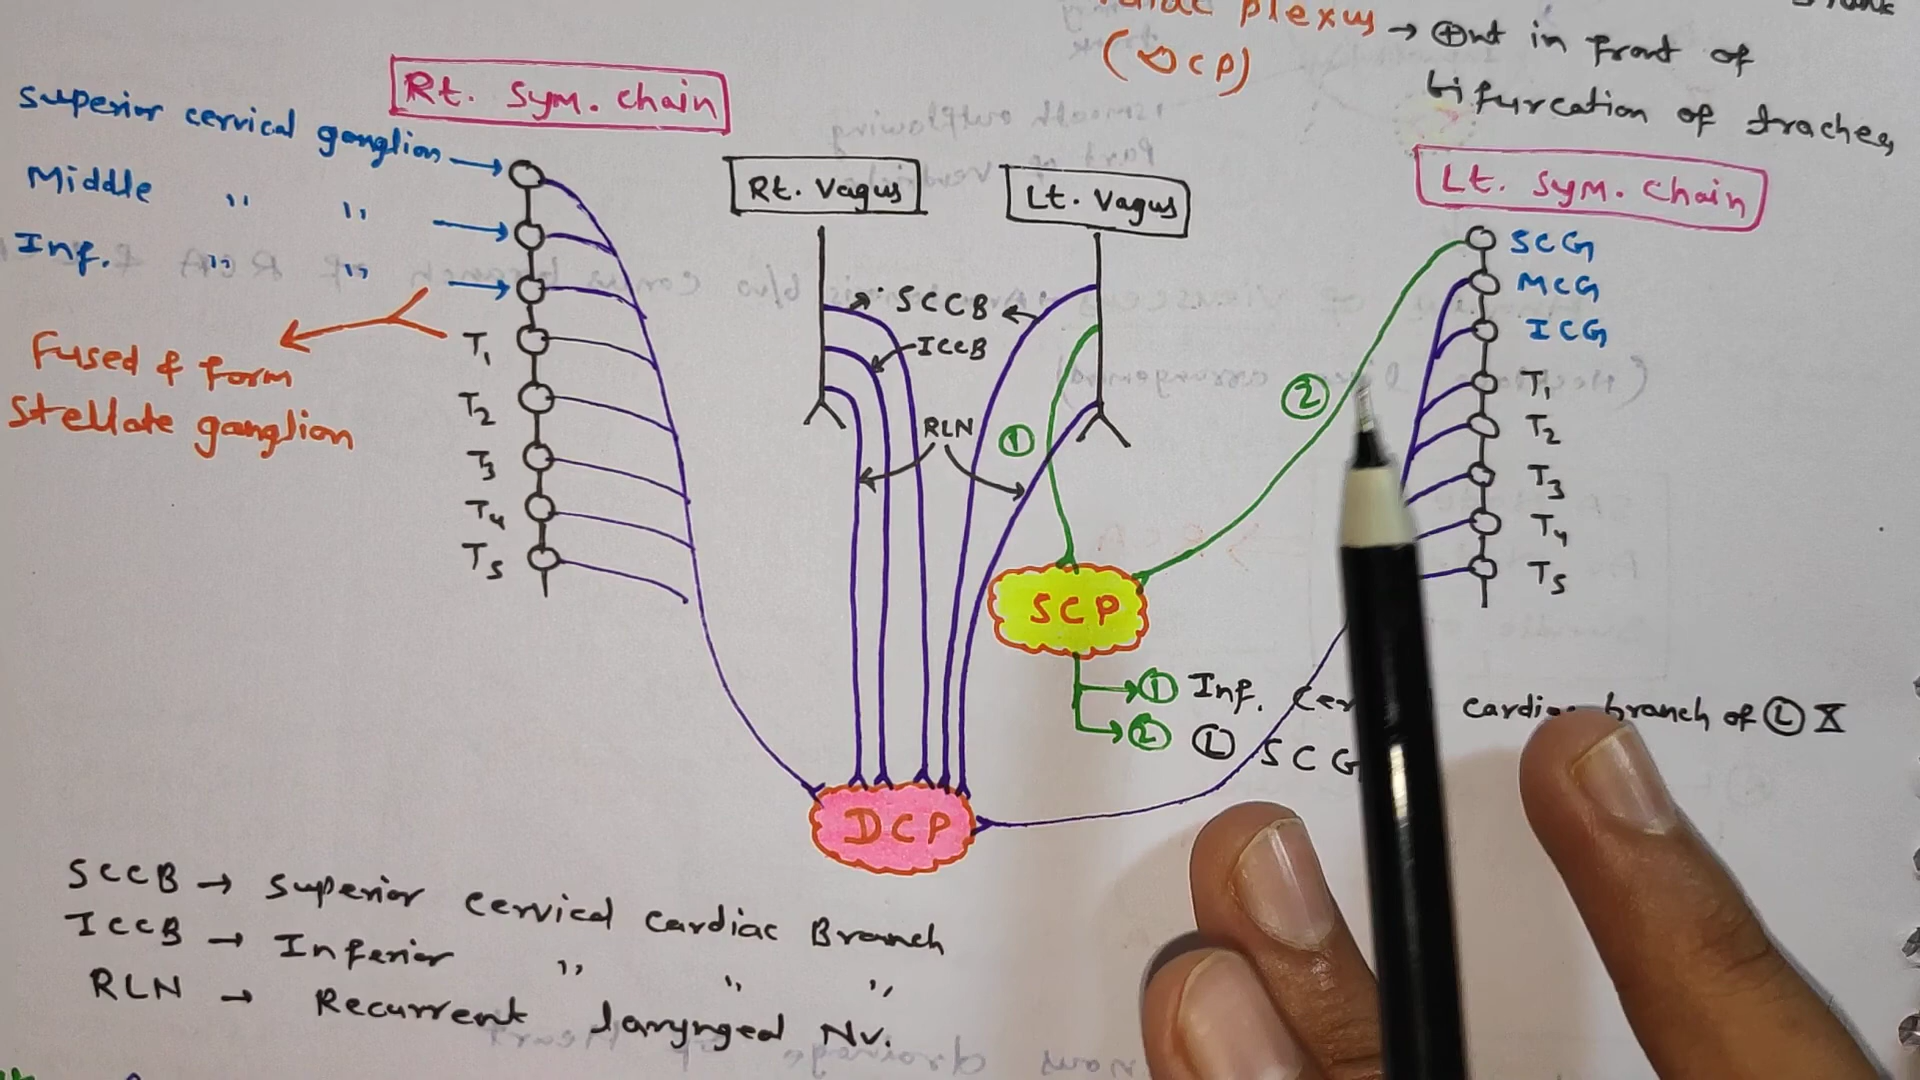 plexus → ⊕nt in front of
(DCP)
bifurcation of trachea
Rt. Sym. chain
superior cervical ganglion →
Middle " " →
Inf. " " →
Fused & form
Stellate ganglion
T1
T2
T3
T4
T5
Rt. Vagus
Lt. Vagus
SCCB
ICCB
RLN
①
②
Lt. Sym. Chain
SCG
MCG
ICG
T1
T2
T3
T4
T5
SCP
① Inf. Cer cardiac branch of Ⓛ X
② Ⓛ SCG
DCP
SCCB → Superior Cervical Cardiac Branch
ICCB → Inferior " " "
RLN → Recurrent laryngeal Nv.